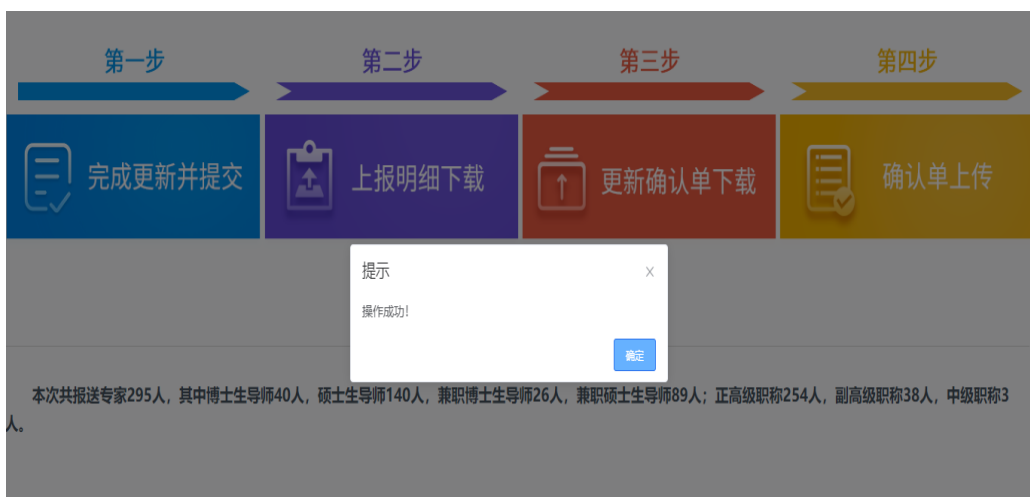 第一步
第二步
第三步
第四步
完成更新并提交
上报明细下载
更新确认单下载
确认单上传
提示
X
操作成功!
确定
本次共报送专家295人，其中博士生导师40人，硕士生导师140人，兼职博士生导师26人，兼职硕士生导师89人；正高级职称254人，副高级职称38人，中级职称3
人。